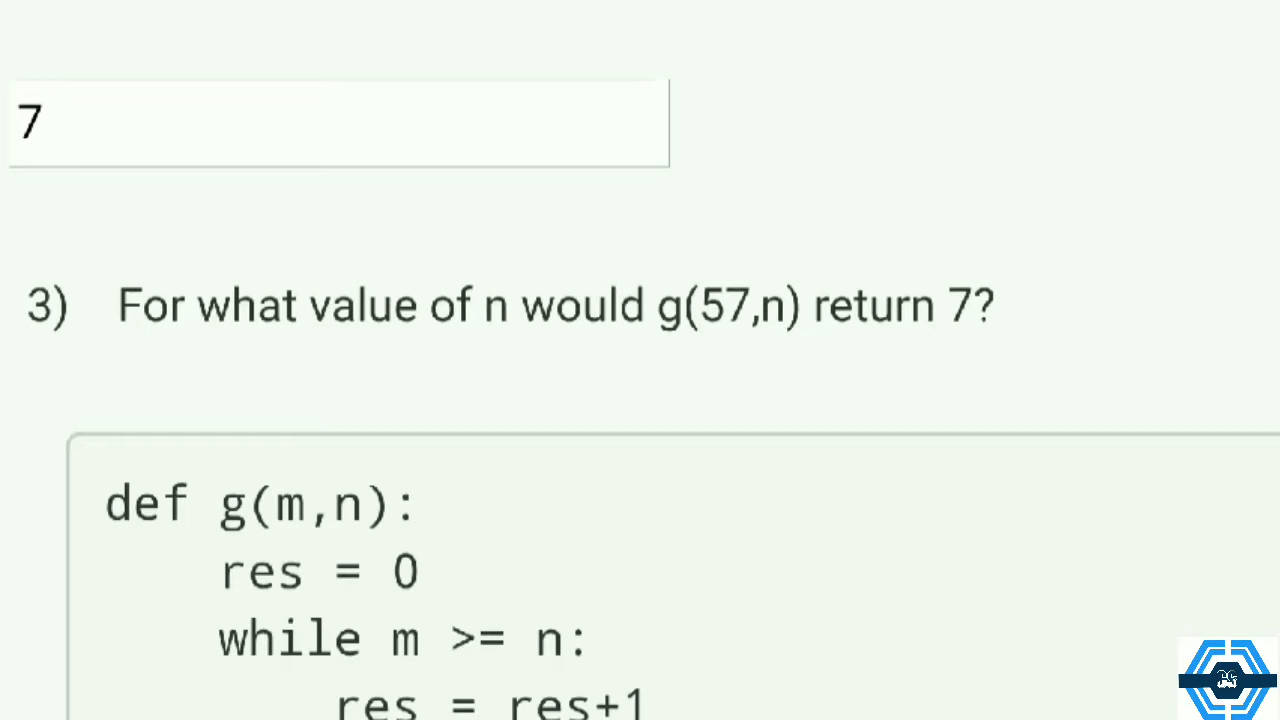 7
3) For what value of n would g(57,n) return 7?
def g(m,n):
    res = 0
    while m >= n:
        res = res+1